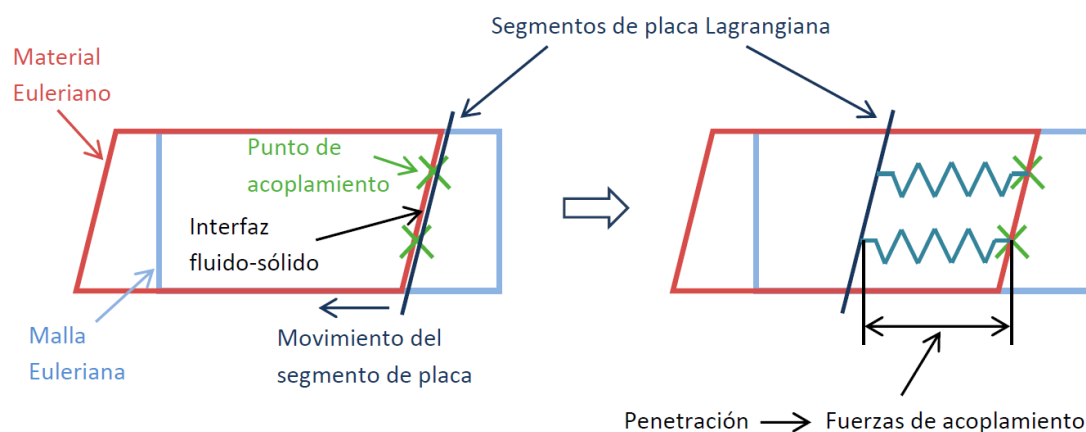 Segmentos de placa Lagrangiana
Material
Euleriano
Punto de
acoplamiento
Interfaz
fluido-sólido
Malla
Euleriana
Movimiento del
segmento de placa
Penetración
Fuerzas de acoplamiento